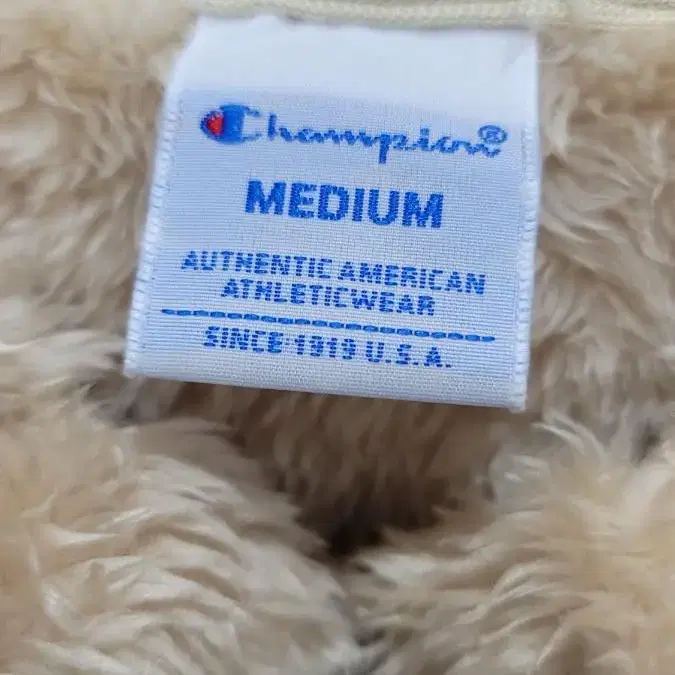 Champion®
MEDIUM
AUTHENTIC AMERICAN
ATHLETICWEAR
SINCE 1919 U.S.A.